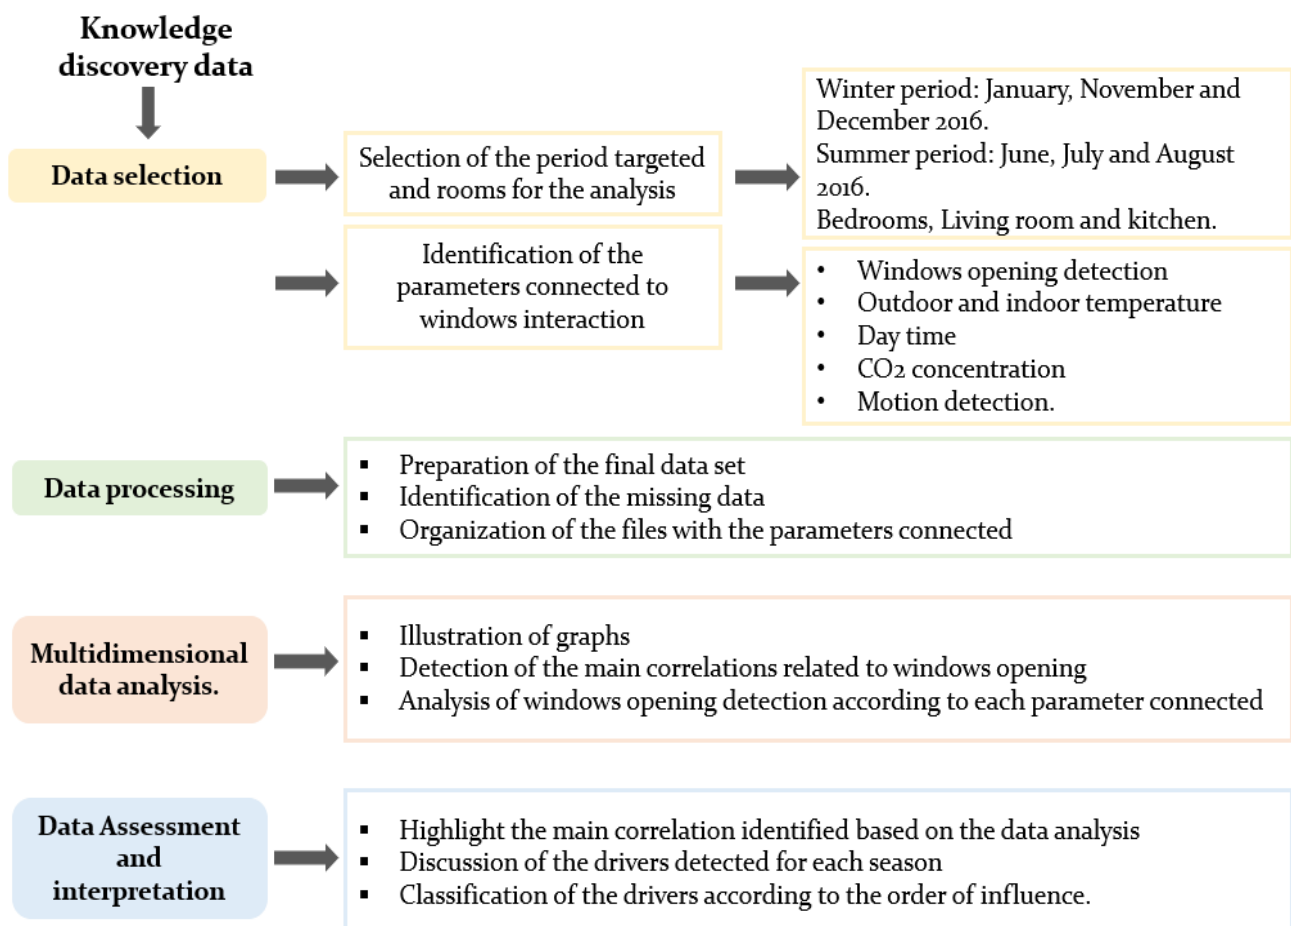 Knowledge
discovery data
Data selection
Selection of the period targeted
and rooms for the analysis
Winter period: January, November and
December 2016.
Summer period: June, July and August
2016.
Bedrooms, Living room and kitchen.
Identification of the
parameters connected to
windows interaction
• Windows opening detection
• Outdoor and indoor temperature
• Day time
• CO2 concentration
• Motion detection.
Data processing
▪ Preparation of the final data set
▪ Identification of the missing data
▪ Organization of the files with the parameters connected
Multidimensional
data analysis.
▪ Illustration of graphs
▪ Detection of the main correlations related to windows opening
▪ Analysis of windows opening detection according to each parameter connected
Data Assessment
and
interpretation
▪ Highlight the main correlation identified based on the data analysis
▪ Discussion of the drivers detected for each season
▪ Classification of the drivers according to the order of influence.